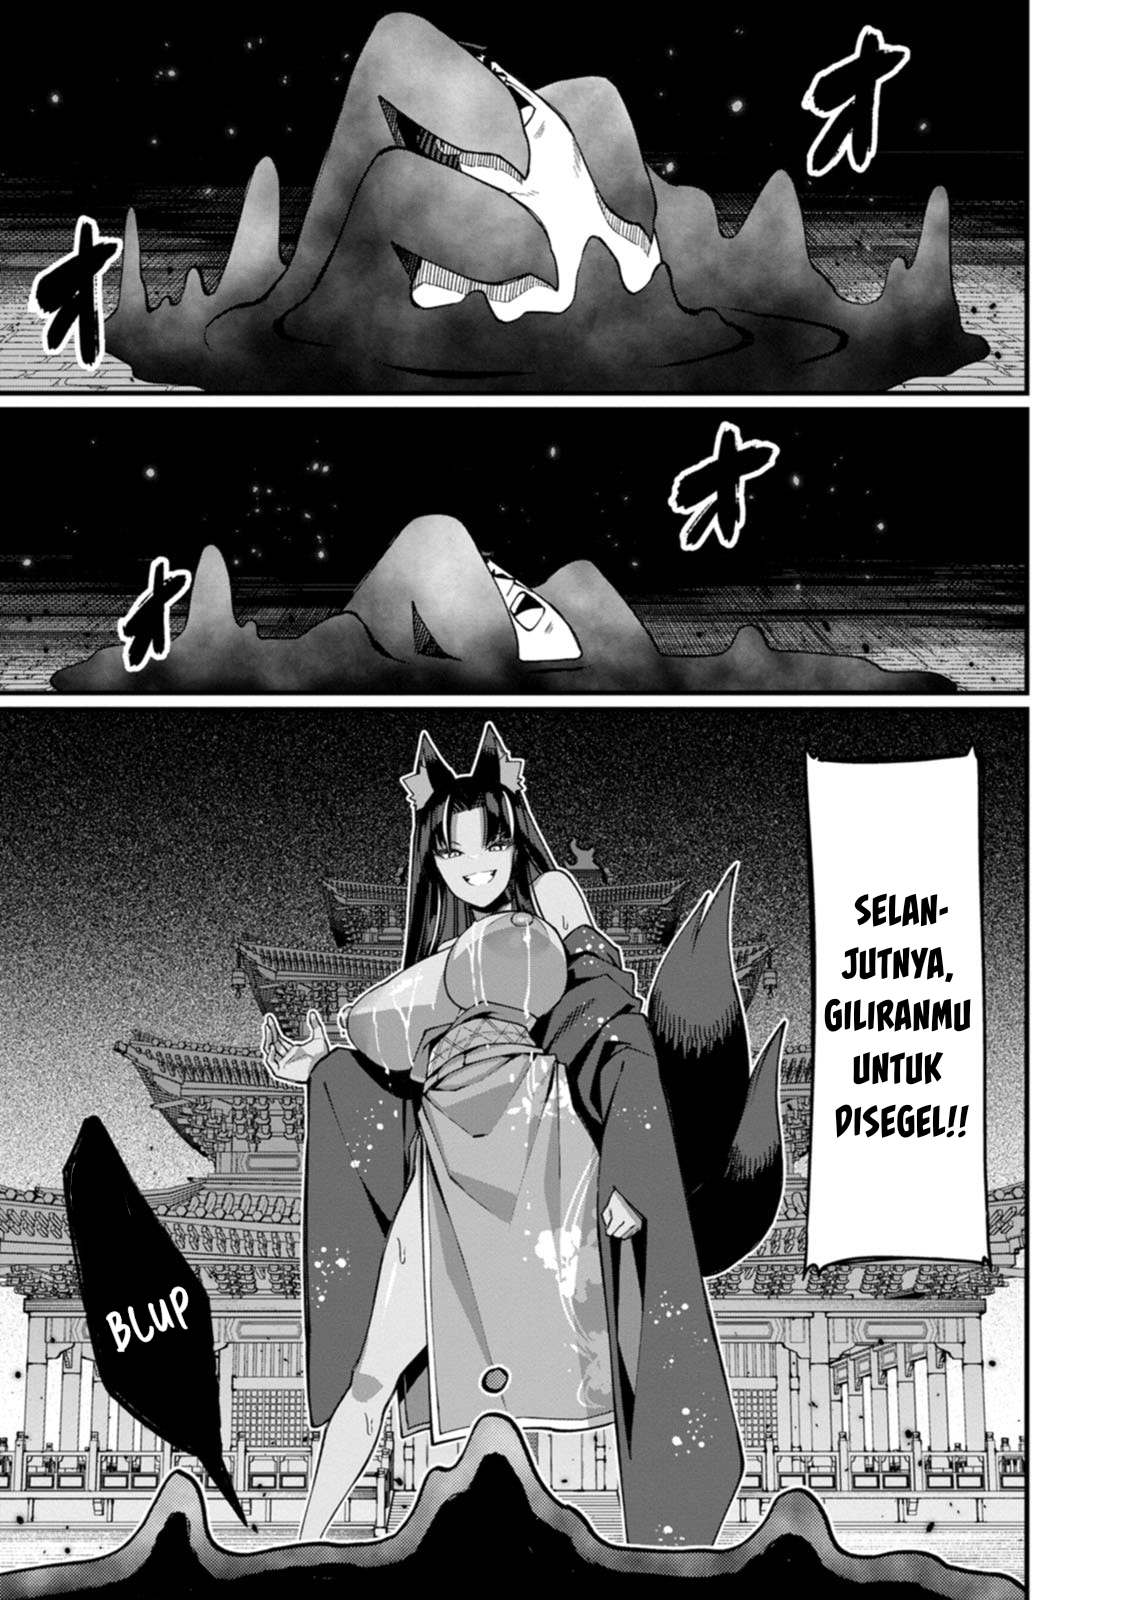 オ
オ
オ
オ
SELAN-
JUTNYA,
GILIRANMU
UNTUK
DISEGEL!!
BLUP